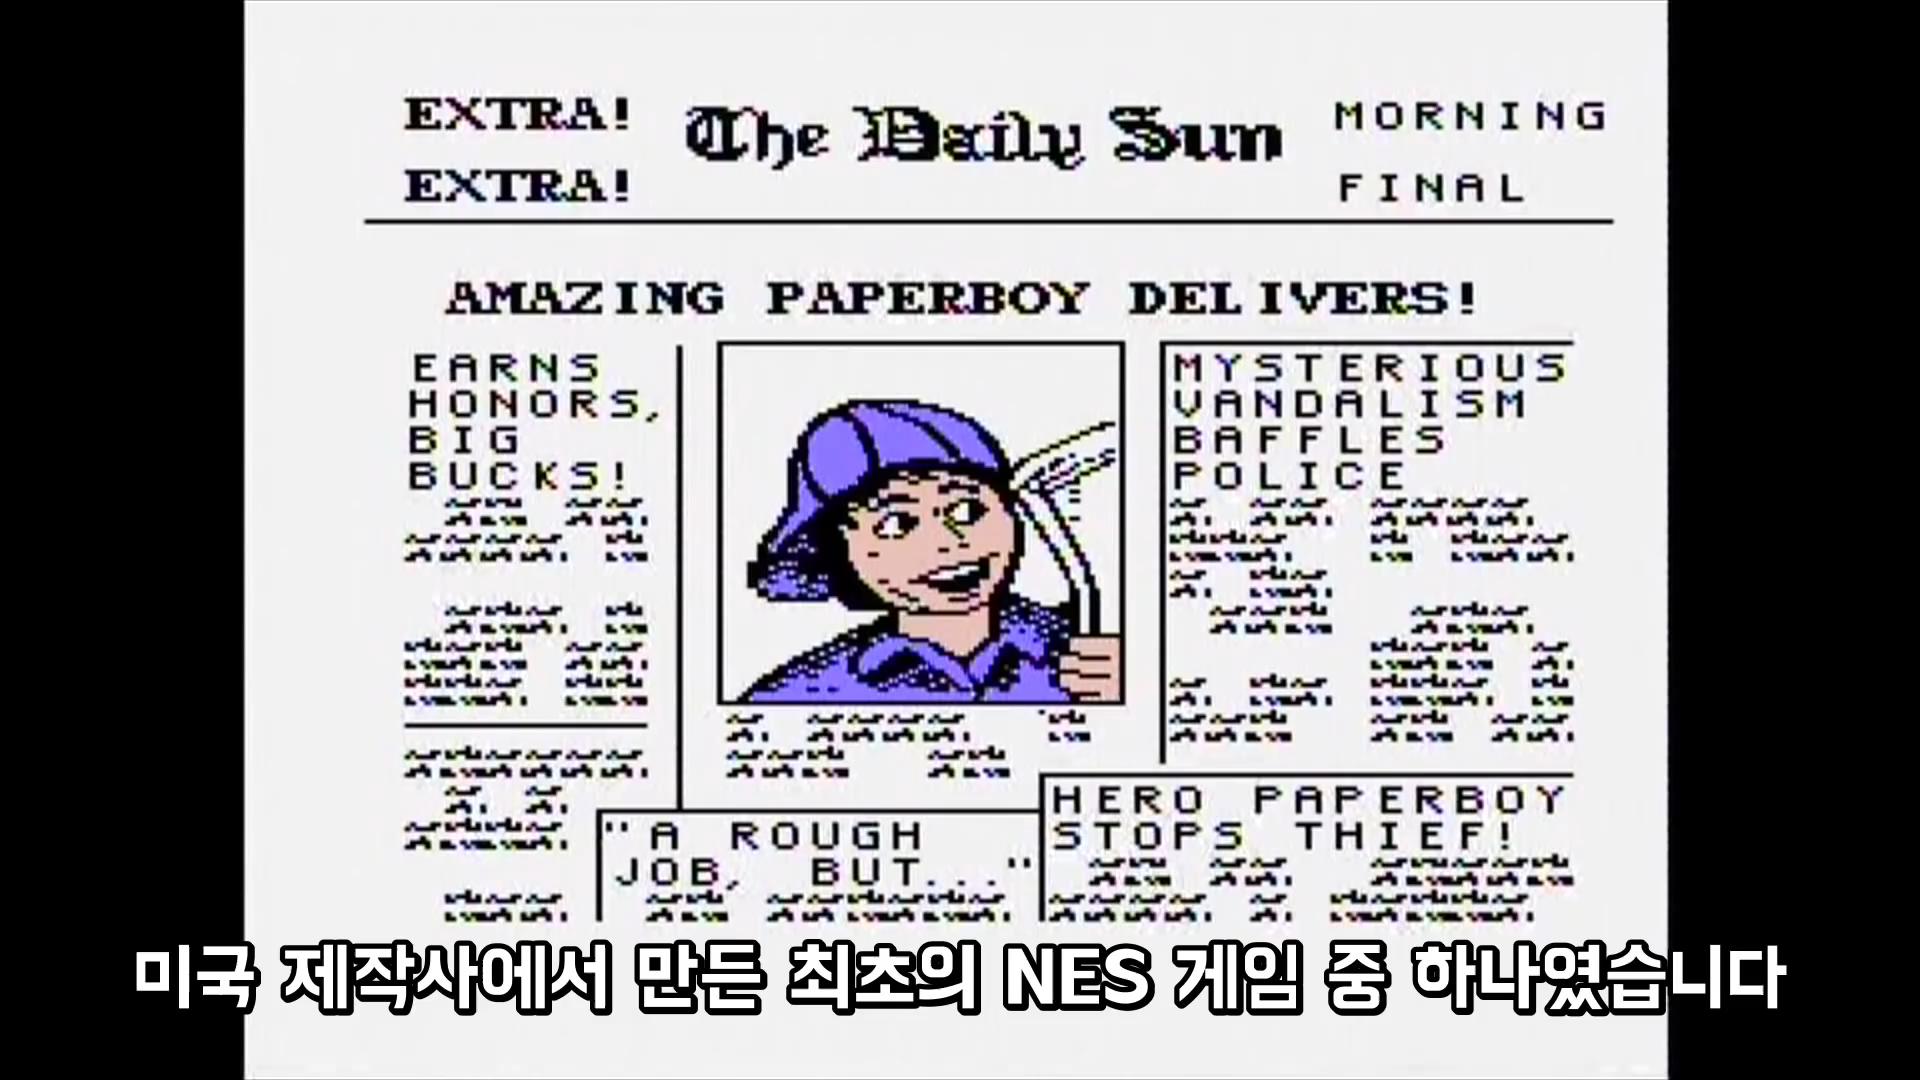 EXTRA!
EXTRA!
The Daily Sun
MORNING
FINAL
AMAZING PAPERBOY DELIVERS!
EARNS
HONORS,
BIG
BUCKS!
MYSTERIOUS
VANDALISM
BAFFLES
POLICE
"A ROUGH
JOB, BUT..."
HERO PAPERBOY
STOPS THIEF!
미국 제작사에서 만든 최초의 NES 게임 중 하나였습니다